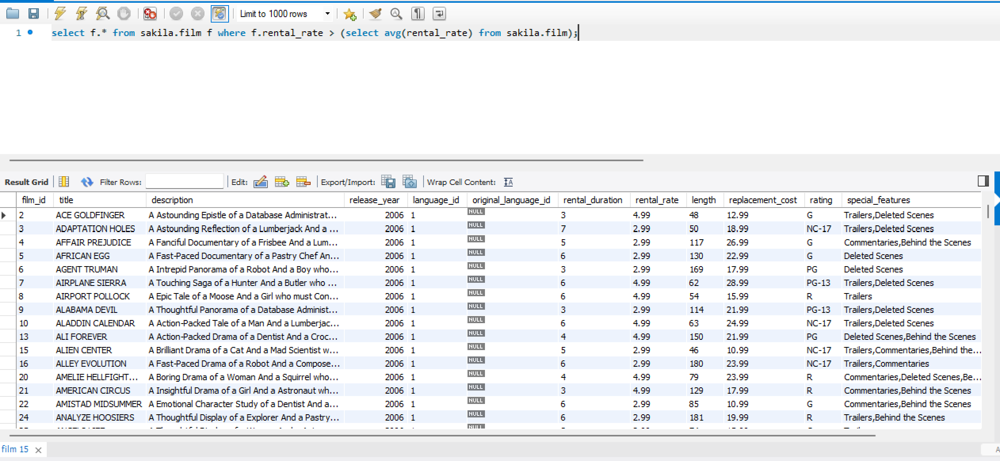 Limit to 1000 rows
1 select f.* from sakila.film f where f.rental_rate > (select avg(rental_rate) from sakila.film);
Result Grid Filter Rows: Edit: Export/Import: Wrap Cell Content: IA
film_id title description release_year language_id original_language_id rental_duration rental_rate length replacement_cost rating special_features
2 ACE GOLDFINGER A Astounding Epistle of a Database Administrat... 2006 1 NULL 3 4.99 48 12.99 G Trailers,Deleted Scenes
3 ADAPTATION HOLES A Astounding Reflection of a Lumberjack And a ... 2006 1 NULL 7 2.99 50 18.99 NC-17 Trailers,Deleted Scenes
4 AFFAIR PREJUDICE A Fanciful Documentary of a Frisbee And a Lum... 2006 1 NULL 5 2.99 117 26.99 G Commentaries,Behind the Scenes
5 AFRICAN EGG A Fast-Paced Documentary of a Pastry Chef An... 2006 1 NULL 6 2.99 130 22.99 G Deleted Scenes
6 AGENT TRUMAN A Intrepid Panorama of a Robot And a Boy who... 2006 1 NULL 3 2.99 169 17.99 PG Deleted Scenes
7 AIRPLANE SIERRA A Touching Saga of a Hunter And a Butler who ... 2006 1 NULL 6 4.99 62 28.99 PG-13 Trailers,Deleted Scenes
8 AIRPORT POLLOCK A Epic Tale of a Moose And a Girl who must Con... 2006 1 NULL 6 4.99 54 15.99 R Trailers
9 ALABAMA DEVIL A Thoughtful Panorama of a Database Administ... 2006 1 NULL 3 2.99 114 21.99 PG-13 Trailers,Deleted Scenes
10 ALADDIN CALENDAR A Action-Packed Tale of a Man And a Lumberjac... 2006 1 NULL 6 4.99 63 24.99 NC-17 Trailers,Deleted Scenes
13 ALI FOREVER A Action-Packed Drama of a Dentist And a Croc... 2006 1 NULL 4 4.99 150 21.99 PG Deleted Scenes,Behind the Scenes
15 ALIEN CENTER A Brilliant Drama of a Cat And a Mad Scientist w... 2006 1 NULL 5 2.99 46 10.99 NC-17 Trailers,Commentaries,Behind the...
16 ALLEY EVOLUTION A Fast-Paced Drama of a Robot And a Compose... 2006 1 NULL 6 2.99 180 23.99 NC-17 Trailers,Commentaries
20 AMELIE HELLFIGHT... A Boring Drama of a Woman And a Squirrel who... 2006 1 NULL 4 4.99 79 23.99 R Commentaries,Deleted Scenes,Be...
21 AMERICAN CIRCUS A Insightful Drama of a Girl And a Astronaut wh... 2006 1 NULL 3 4.99 129 17.99 R Commentaries,Behind the Scenes
22 AMISTAD MIDSUMMER A Emotional Character Study of a Dentist And a... 2006 1 NULL 6 2.99 85 10.99 G Commentaries,Behind the Scenes
24 ANALYZE HOOSIERS A Thoughtful Display of a Explorer And a Pastry... 2006 1 NULL 6 2.99 181 19.99 R Trailers,Behind the Scenes
NULL
film 15
A